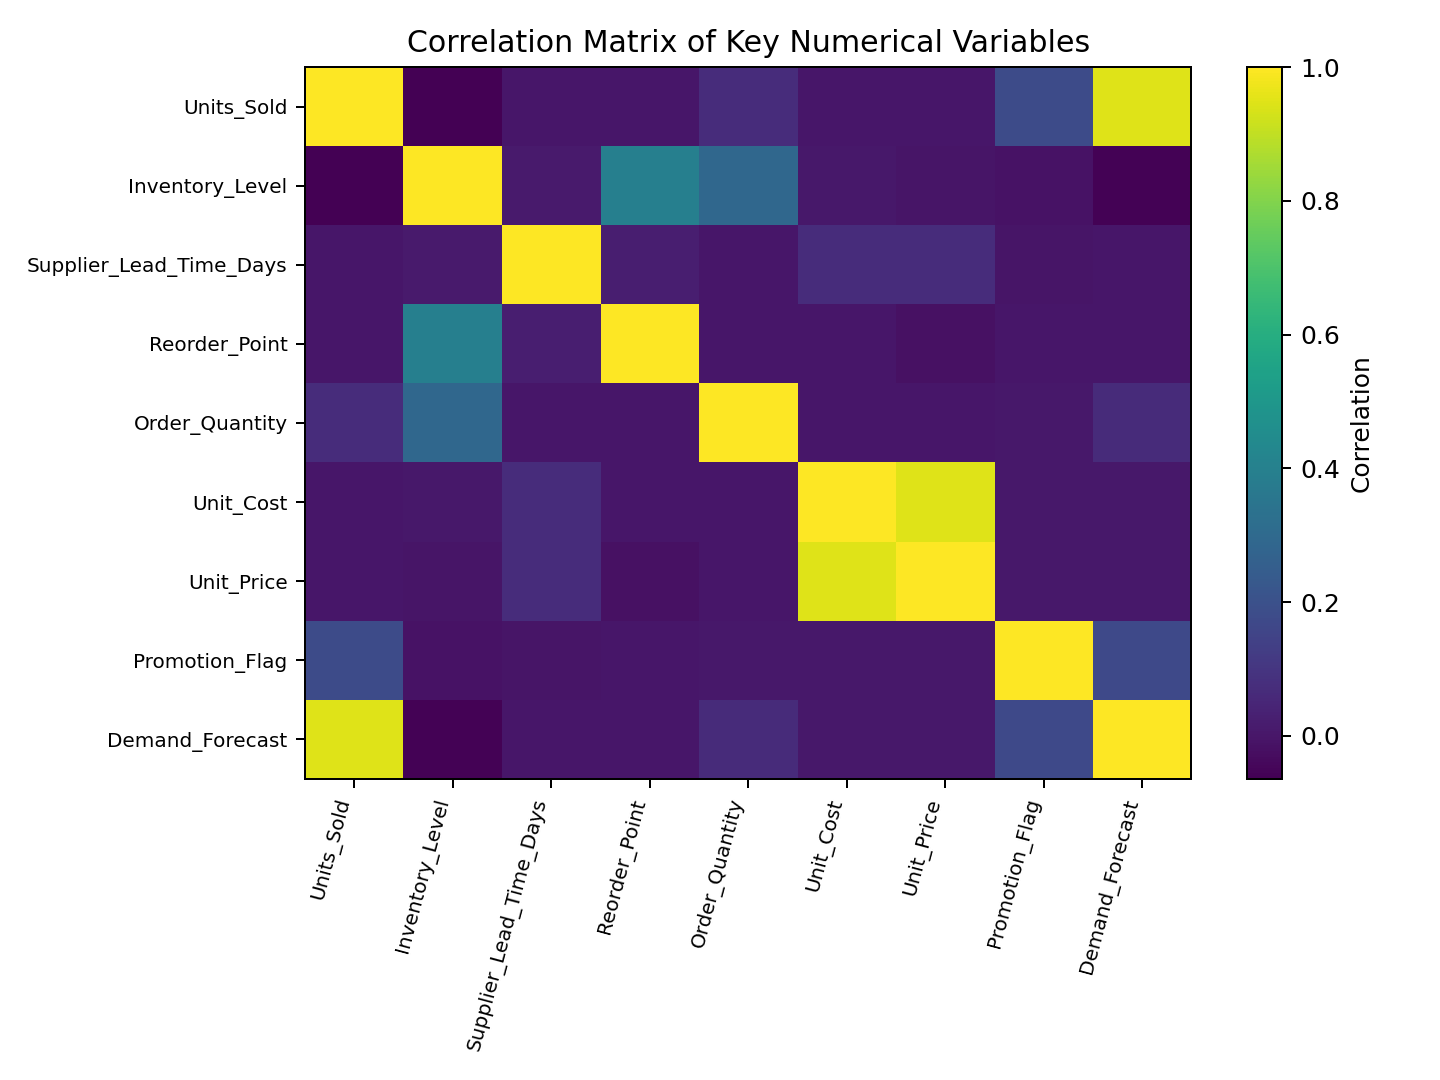 Correlation Matrix of Key Numerical Variables
Units_Sold
Inventory_Level
Supplier_Lead_Time_Days
Reorder_Point
Order_Quantity
Unit_Cost
Unit_Price
Promotion_Flag
Demand_Forecast
Units_Sold
Inventory_Level
Supplier_Lead_Time_Days
Reorder_Point
Order_Quantity
Unit_Cost
Unit_Price
Promotion_Flag
Demand_Forecast
1.0
0.8
0.6
0.4
0.2
0.0
Correlation